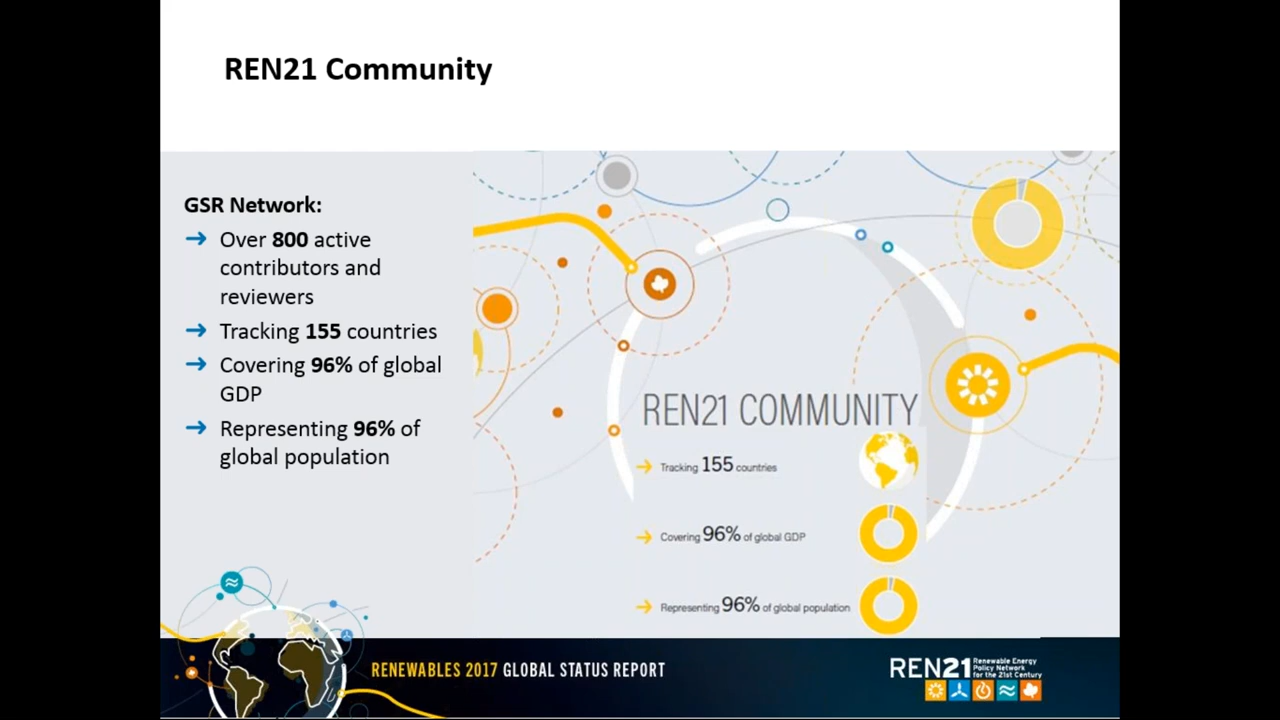 REN21 Community
GSR Network:
→ Over 800 active
contributors and
reviewers
→ Tracking 155 countries
→ Covering 96% of global
GDP
→ Representing 96% of
global population
REN21 COMMUNITY
→ Tracking 155 countries
→ Covering 96% of global GDP
→ Representing 96% of global population
RENEWABLES 2017 GLOBAL STATUS REPORT
REN21
Renewable Energy
Policy Network
for the 21st Century